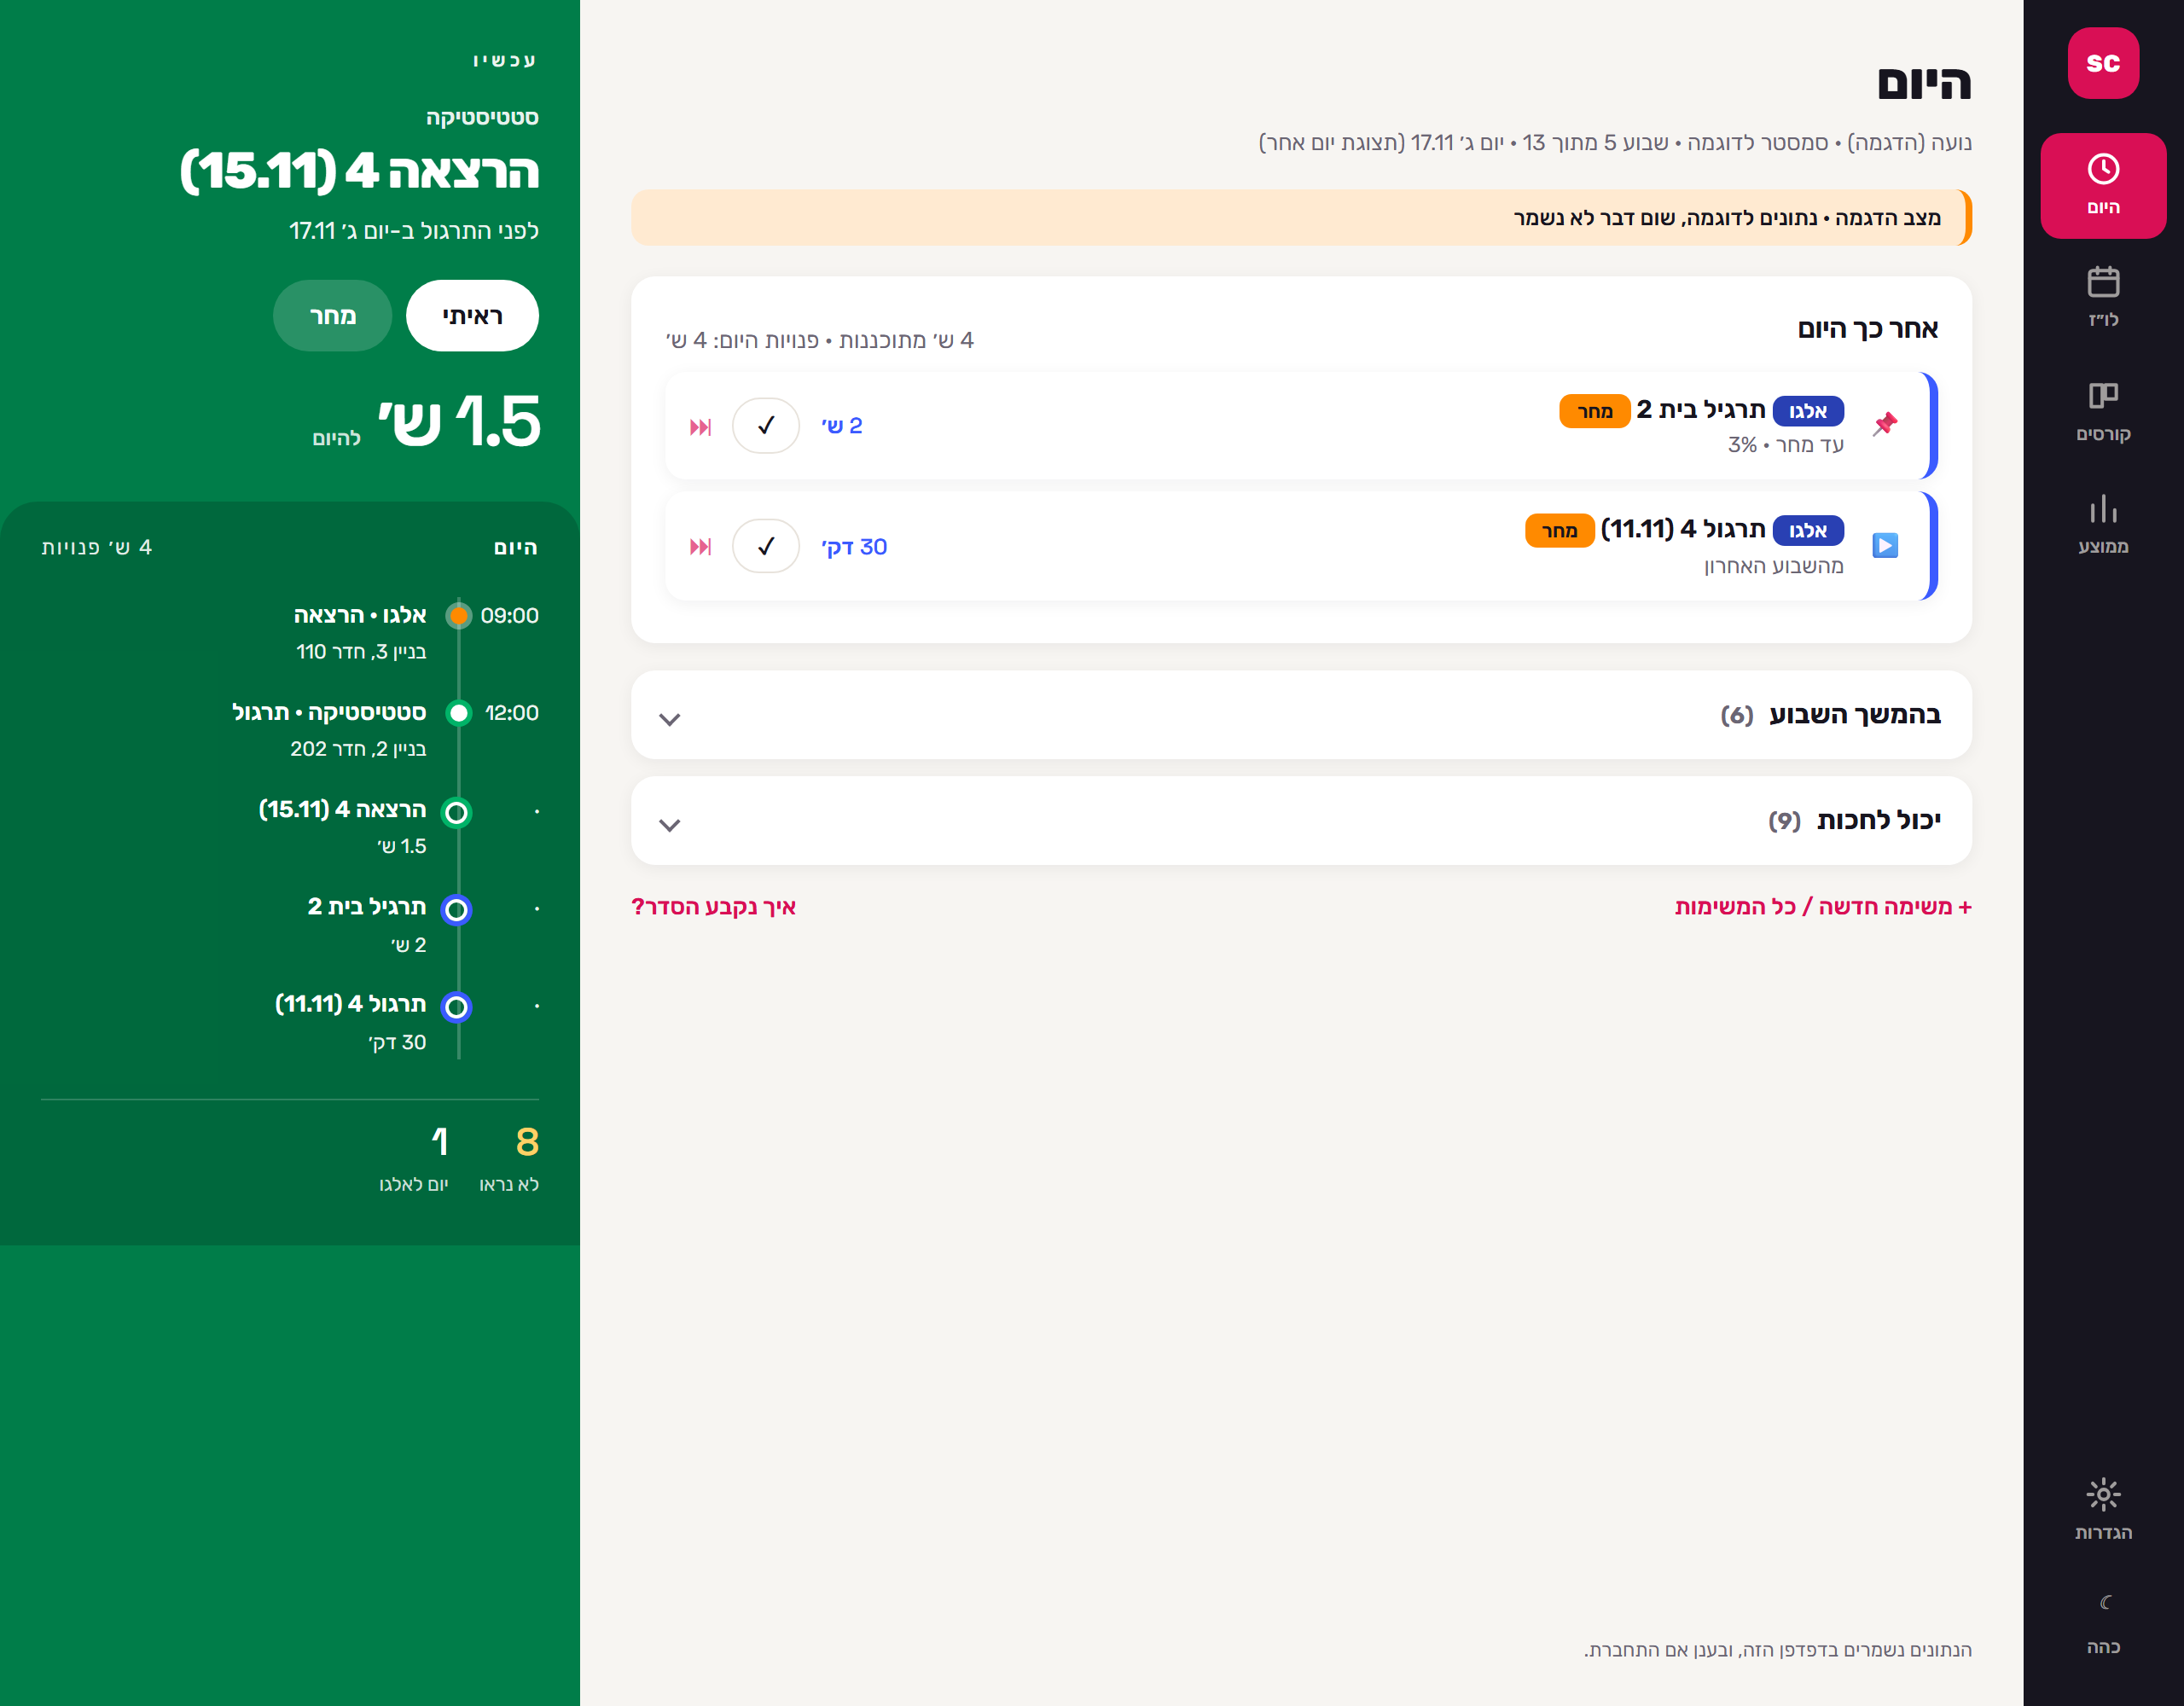 SC
היום
לו״ז
קורסים
ממוצע
הגדרות
כהה
היום
נועה (הדגמה) • סמסטר לדוגמה • שבוע 5 מתוך 13 • יום ג׳ 17.11 (תצוגת יום אחר)
מצב הדגמה • נתונים לדוגמה, שום דבר לא נשמר
אחר כך היום
4 ש׳ מתוכננות • פנויות היום: 4 ש׳
אלגו תרגיל בית 2 מחר
עד מחר • 3%
2 ש׳
אלגו תרגול 4 (11.11) מחר
מהשבוע האחרון
30 דק׳
בהמשך השבוע (6)
יכול לחכות (9)
+ משימה חדשה / כל המשימות
איך נקבע הסדר?
הנתונים נשמרים בדפדפן הזה, ובענן אם התחברת.
עכשיו
סטטיסטיקה
הרצאה 4 (15.11)
לפני התרגול ב-יום ג׳ 17.11
ראיתי
מחר
1.5 ש׳ להיום
היום
4 ש׳ פנויות
09:00 אלגו • הרצאה
בניין 3, חדר 110
12:00 סטטיסטיקה • תרגול
בניין 2, חדר 202
• הרצאה 4 (15.11)
1.5 ש׳
• תרגיל בית 2
2 ש׳
• תרגול 4 (11.11)
30 דק׳
8
לא נראו
1
יום לאלגו